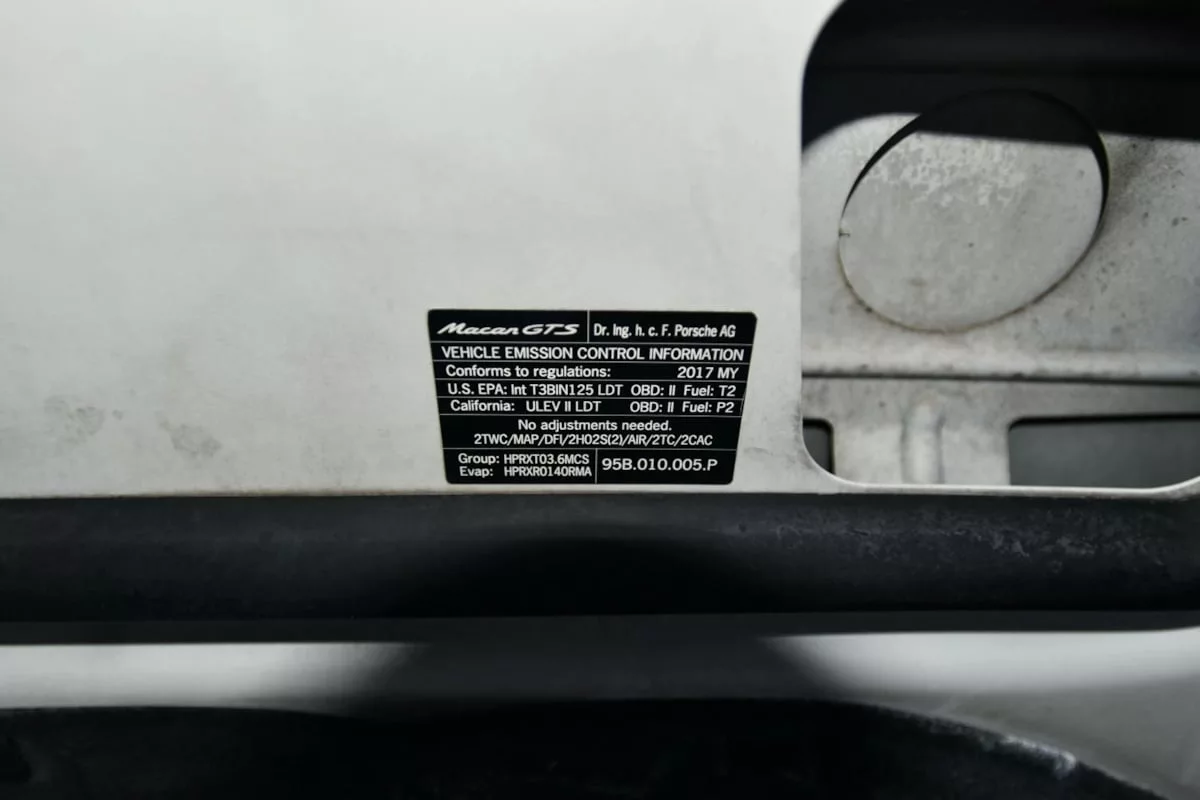 Macan GTS Dr. Ing. h. c. F. Porsche AG
VEHICLE EMISSION CONTROL INFORMATION
Conforms to regulations: 2017 MY
U.S. EPA: Int T3BIN125 LDT OBD: II Fuel: T2
California: ULEV II LDT OBD: II Fuel: P2
No adjustments needed.
2TWC/MAP/DFI/2HO2S(2)/AIR/2TC/2CAC
Group: HPRXT03.6MCS
Evap: HPRXR0140RMA
95B.010.005.P